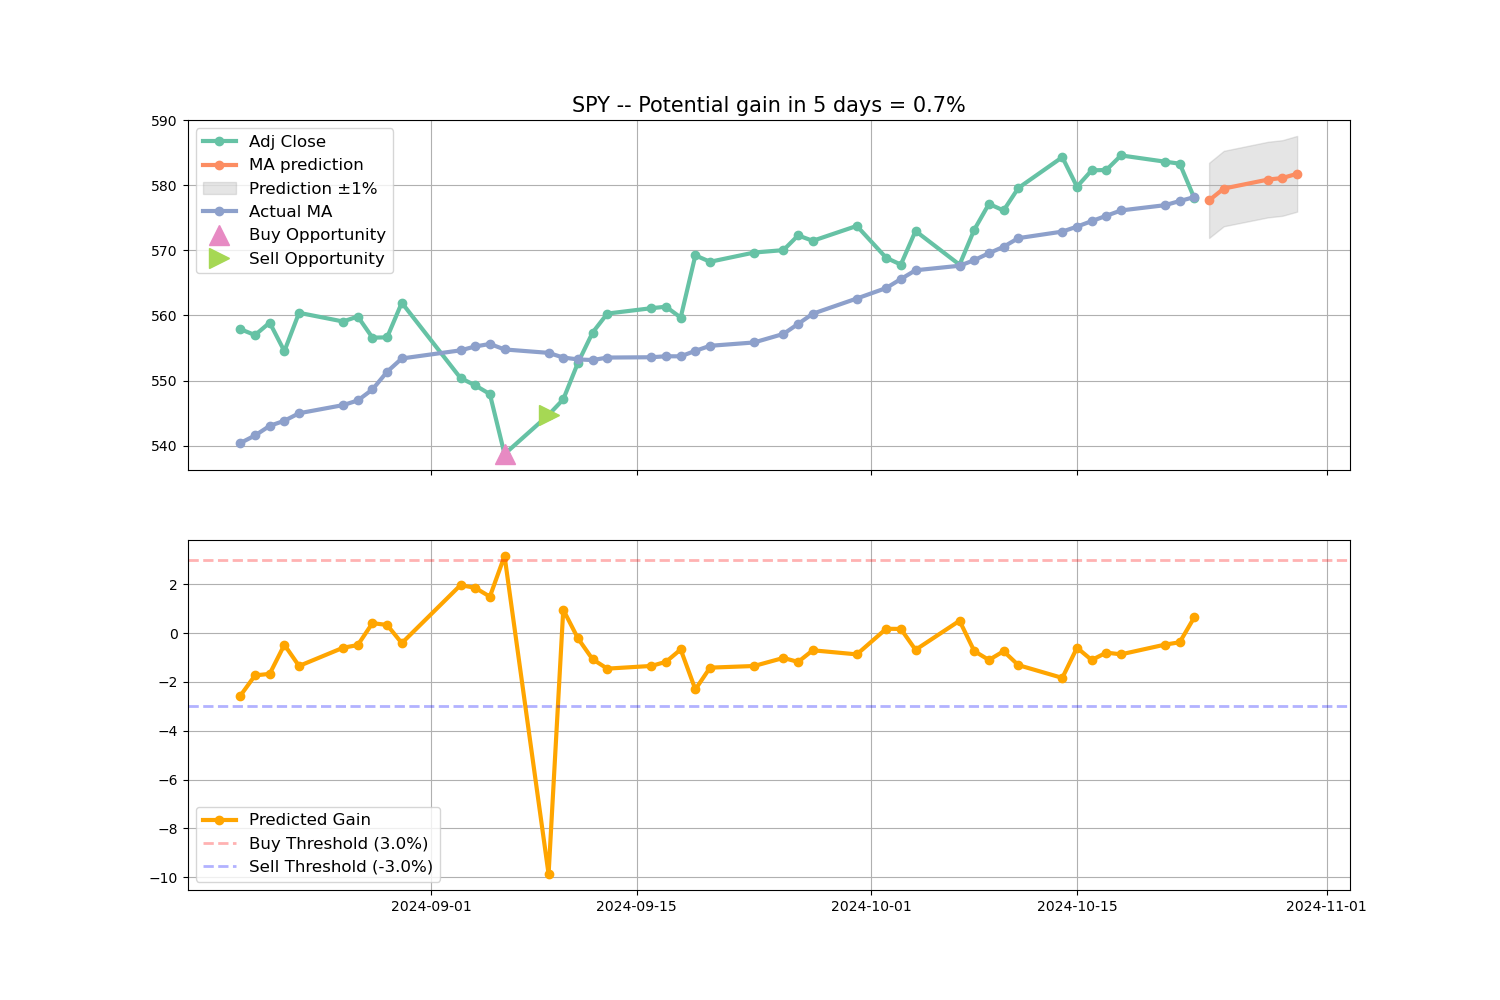 SPY -- Potential gain in 5 days = 0.7%
590
580
570
560
550
540
Adj Close
MA prediction
Prediction ±1%
Actual MA
Buy Opportunity
Sell Opportunity
2
0
−2
−4
−6
−8
−10
Predicted Gain
Buy Threshold (3.0%)
Sell Threshold (-3.0%)
2024-09-01
2024-09-15
2024-10-01
2024-10-15
2024-11-01